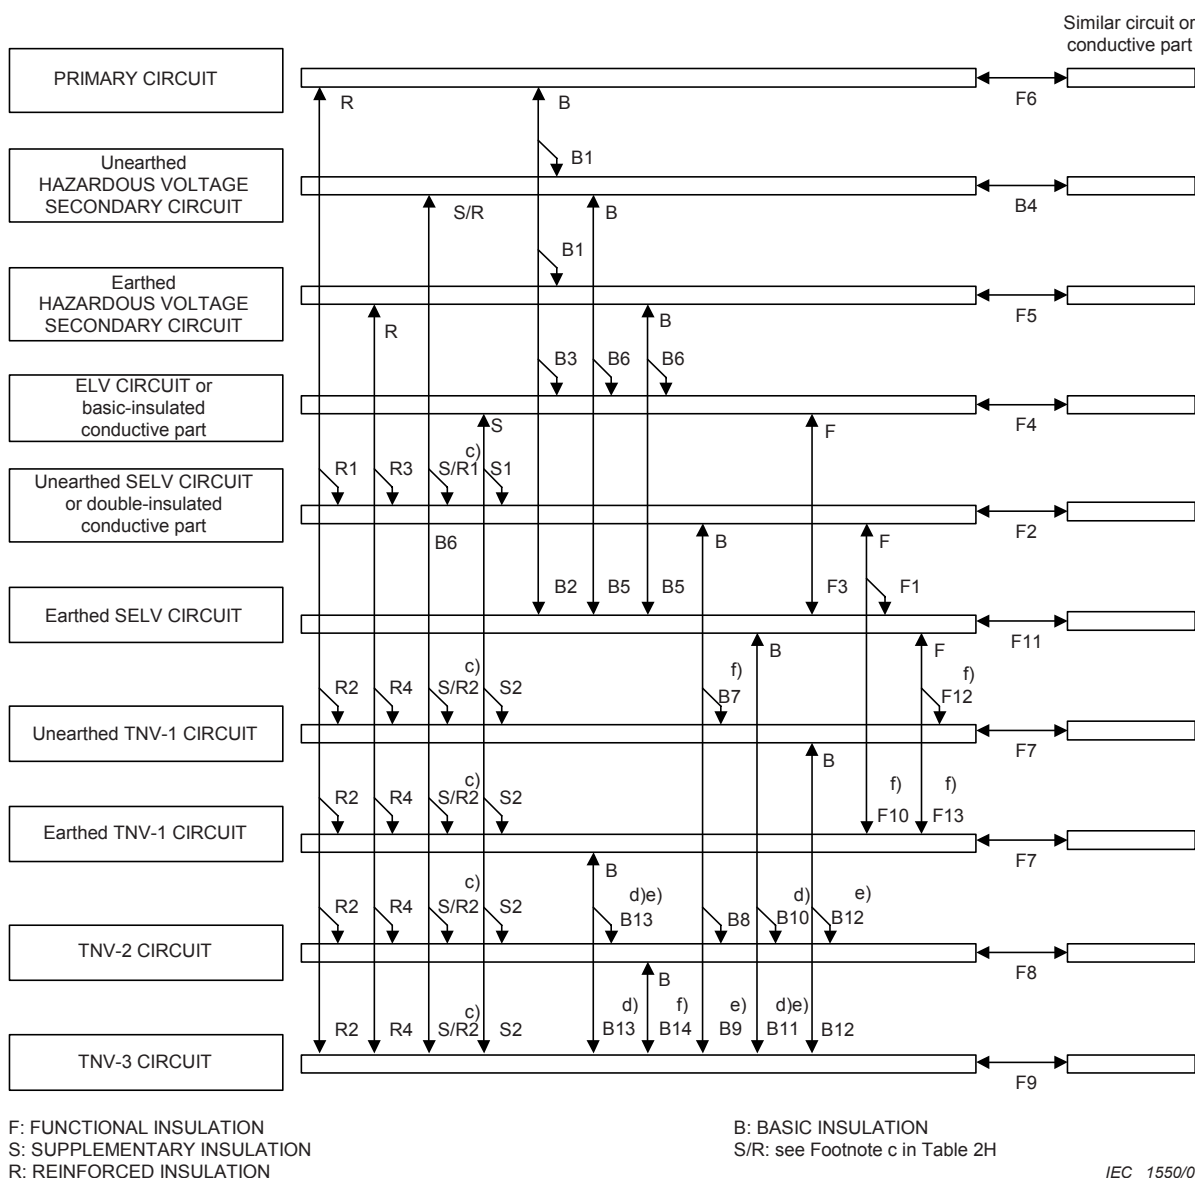 Similar circuit or
conductive part
PRIMARY CIRCUIT
F6
R
B
Unearthed
HAZARDOUS VOLTAGE
SECONDARY CIRCUIT
B1
B4
S/R
B
B1
Earthed
HAZARDOUS VOLTAGE
SECONDARY CIRCUIT
F5
R
B
B3
B6
B6
ELV CIRCUIT or
basic-insulated
conductive part
F4
S
F
c)
R1
R3
S/R1
S1
Unearthed SELV CIRCUIT
or double-insulated
conductive part
F2
B6
B
F
B2
B5
B5
F3
F1
Earthed SELV CIRCUIT
F11
B
F
c)
f)
f)
R2
R4
S/R2
S2
B7
F12
Unearthed TNV-1 CIRCUIT
F7
B
c)
f)
f)
R2
R4
S/R2
S2
F10
F13
Earthed TNV-1 CIRCUIT
F7
B
c)
d)e)
d)
e)
R2
R4
S/R2
S2
B13
B8
B10
B12
TNV-2 CIRCUIT
F8
B
c)
d)
f)
e)
d)e)
R2
R4
S/R2
S2
B13
B14
B9
B11
B12
TNV-3 CIRCUIT
F9
F: FUNCTIONAL INSULATION
B: BASIC INSULATION
S: SUPPLEMENTARY INSULATION
S/R: see Footnote c in Table 2H
R: REINFORCED INSULATION
IEC 1550/0